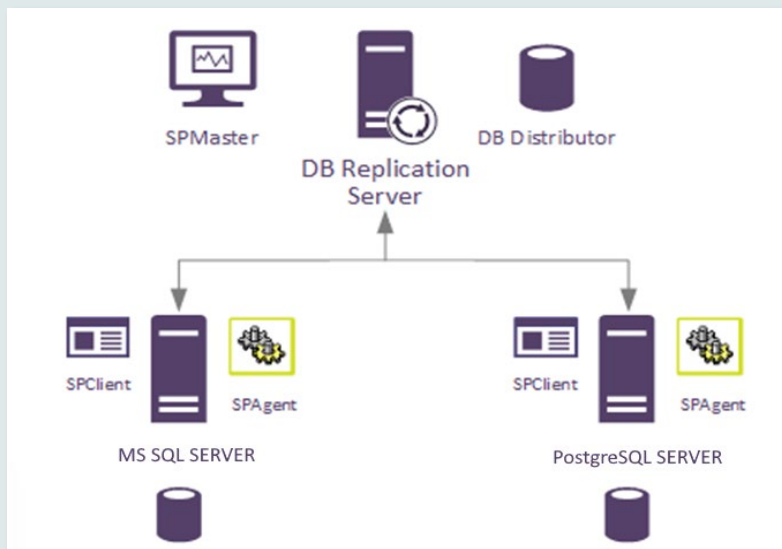 SPMaster
DB Distributor
DB Replication
Server
SPClient
SPAgent
MS SQL SERVER
SPClient
SPAgent
PostgreSQL SERVER